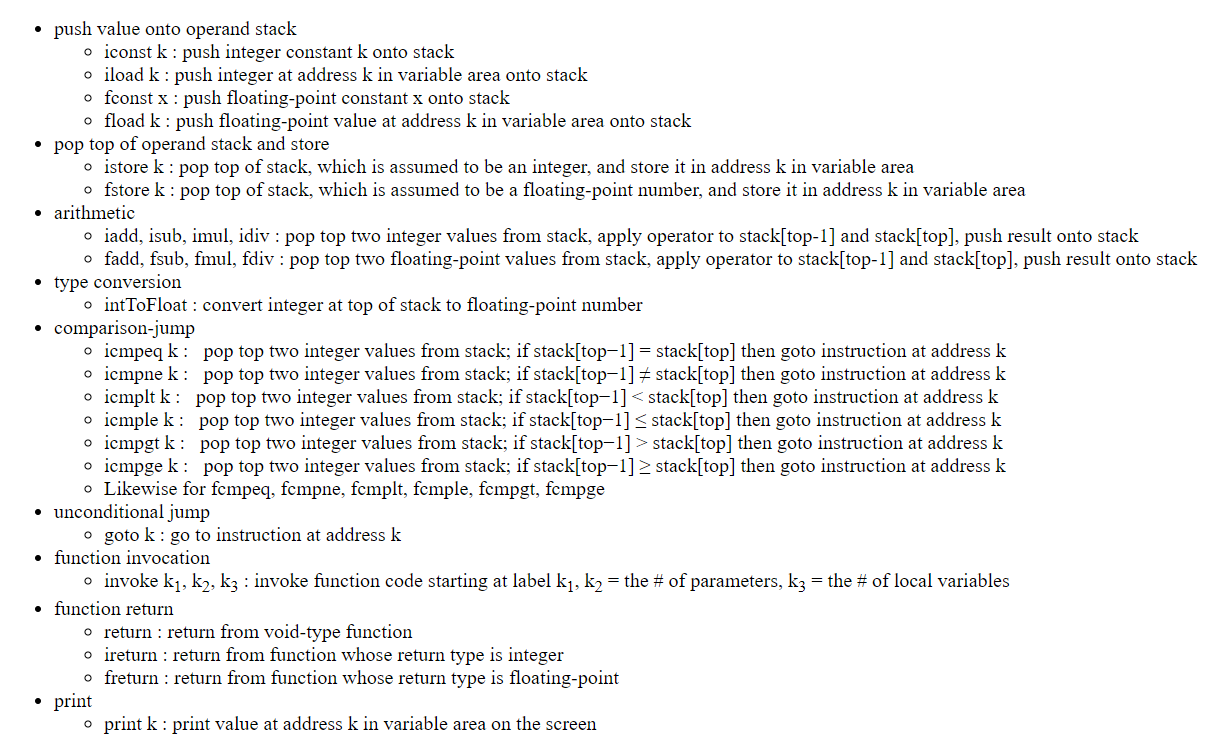 • push value onto operand stack
◦ iconst k : push integer constant k onto stack
◦ iload k : push integer at address k in variable area onto stack
◦ fconst x : push floating-point constant x onto stack
◦ fload k : push floating-point value at address k in variable area onto stack
• pop top of operand stack and store
◦ istore k : pop top of stack, which is assumed to be an integer, and store it in address k in variable area
◦ fstore k : pop top of stack, which is assumed to be a floating-point number, and store it in address k in variable area
• arithmetic
◦ iadd, isub, imul, idiv : pop top two integer values from stack, apply operator to stack[top-1] and stack[top], push result onto stack
◦ fadd, fsub, fmul, fdiv : pop top two floating-point values from stack, apply operator to stack[top-1] and stack[top], push result onto stack
• type conversion
◦ intToFloat : convert integer at top of stack to floating-point number
• comparison-jump
◦ icmpeq k : pop top two integer values from stack; if stack[top−1] = stack[top] then goto instruction at address k
◦ icmpne k : pop top two integer values from stack; if stack[top−1] ≠ stack[top] then goto instruction at address k
◦ icmplt k : pop top two integer values from stack; if stack[top−1] < stack[top] then goto instruction at address k
◦ icmple k : pop top two integer values from stack; if stack[top−1] ≤ stack[top] then goto instruction at address k
◦ icmpgt k : pop top two integer values from stack; if stack[top−1] > stack[top] then goto instruction at address k
◦ icmpge k : pop top two integer values from stack; if stack[top−1] ≥ stack[top] then goto instruction at address k
◦ Likewise for fcmpeq, fcmpne, fcmplt, fcmple, fcmpgt, fcmpge
• unconditional jump
◦ goto k : go to instruction at address k
• function invocation
◦ invoke k₁, k₂, k₃ : invoke function code starting at label k₁, k₂ = the # of parameters, k₃ = the # of local variables
• function return
◦ return : return from void-type function
◦ ireturn : return from function whose return type is integer
◦ freturn : return from function whose return type is floating-point
• print
◦ print k : print value at address k in variable area on the screen